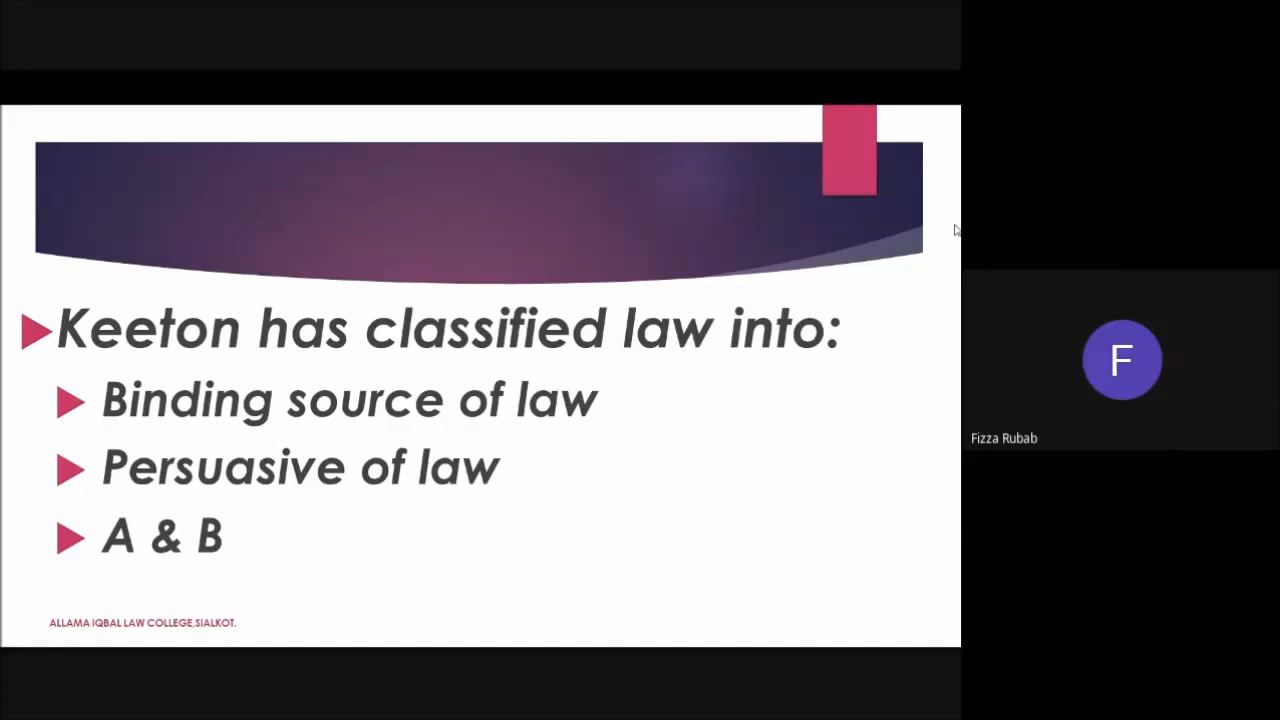 Keeton has classified law into:
Binding source of law
Persuasive of law
A & B
ALLAMA IQBAL LAW COLLEGE,SIALKOT.
F
Fizza Rubab